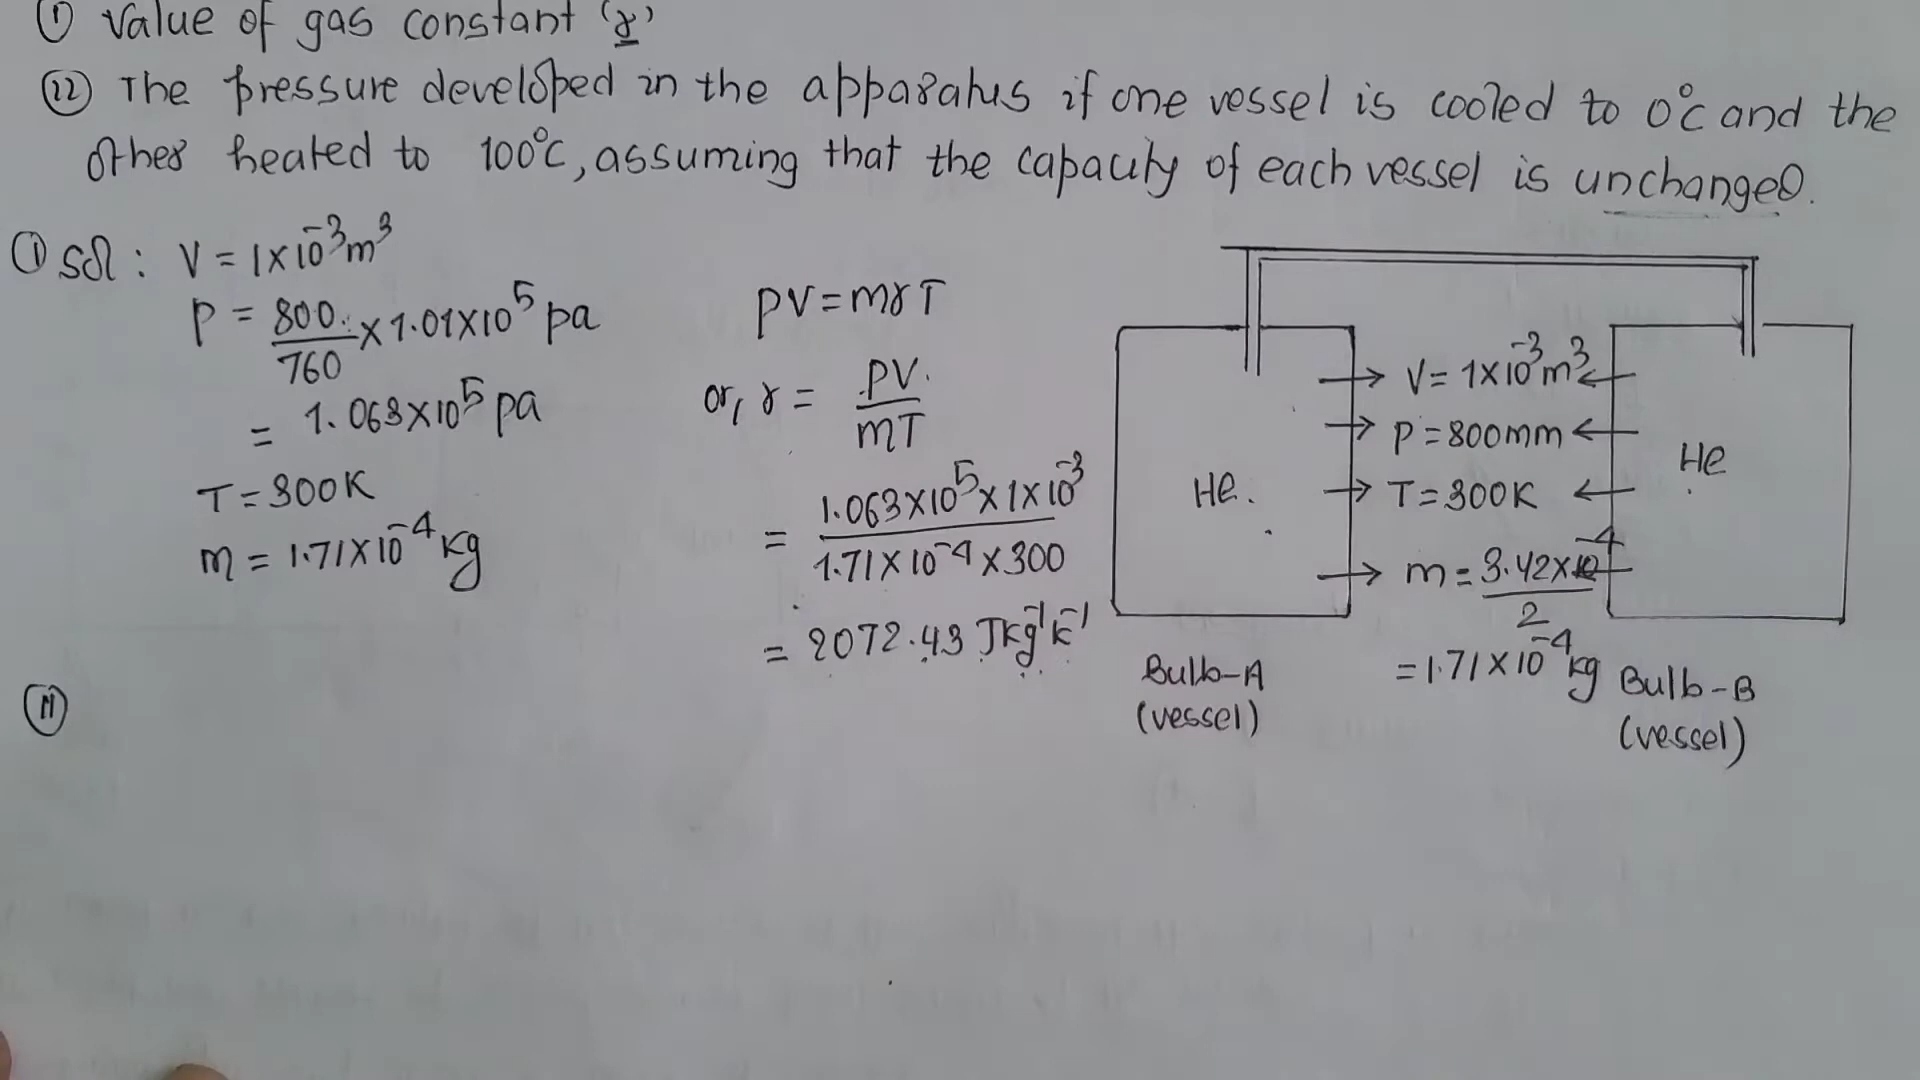 ① Value of gas constant 'r'
ⓘⓘ The pressure developed in the apparatus if one vessel is cooled to 0°C and the
other heated to 100°C, assuming that the capacity of each vessel is unchanged.
① Sol: V = 1×10⁻³m³
P = 800/760 × 1.01×10⁵ pa
= 1.063×10⁵ pa
T = 300K
m = 1.71×10⁻⁴ kg
PV = mrT
or, r = PV/mT
= 1.063×10⁵×1×10⁻³ / 1.71×10⁻⁴×300
= 2072.43 Jkg⁻¹K⁻¹
He.
→ V = 1×10⁻³m³ ←
→ P = 800mm ←
→ T = 300K ←
→ m = 3.42×10⁻⁴/2 ←
= 1.71×10⁻⁴ kg
He
Bulb-A
(vessel)
Bulb-B
(vessel)
ⓘⓘ